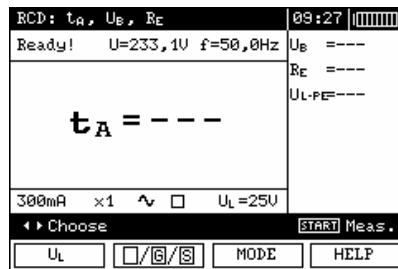 RCD: tA, UB, RE 09:27
Ready! U=233,1V f=50,0Hz
UB =---
RE =---
UL-PE=---
tA=---
300mA x1 ∿ □ UL=25V
◂▸Choose START Meas.
UL □/G/S MODE HELP